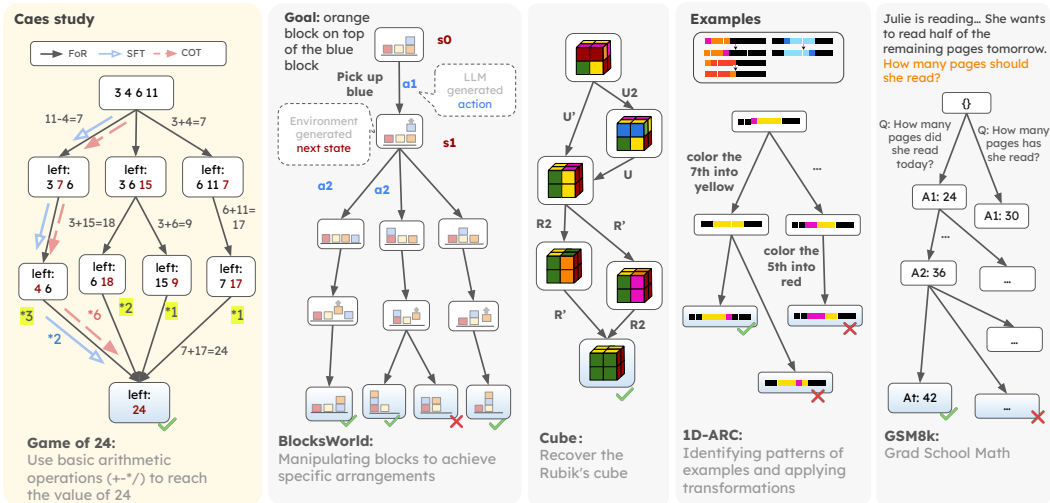 Caes study
FoR SFT COT
3 4 6 11
11-4=7
3+4=7
left:
3 7 6
left:
3 6 15
left:
6 11 7
3+15=18
3+6=9
6+11=
17
left:
4 6
left:
6 18
left:
15 9
left:
7 17
*3
*2
*6
*2
*1
*1
7+17=24
left:
24
Game of 24:
Use basic arithmetic
operations (+-*/) to reach
the value of 24
Goal: orange
block on top
of the blue
block
s0
Pick up
blue
a1
LLM
generated
action
Environment
generated
next state
s1
a2
a2
BlocksWorld:
Manipulating blocks to achieve
specific arrangements
U'
U2
U
R2
R'
R'
R2
Cube:
Recover the
Rubik's cube
Examples
color the
7th into
yellow
...
color the
5th into
red
1D-ARC:
Identifying patterns of
examples and applying
transformations
Julie is reading... She wants
to read half of the
remaining pages tomorrow.
How many pages should
she read?
{}
Q: How many
pages did
she read
today?
Q: How many
pages has
she read?
A1: 24
A1: 30
...
A2: 36
...
...
At: 42
...
GSM8k:
Grad School Math